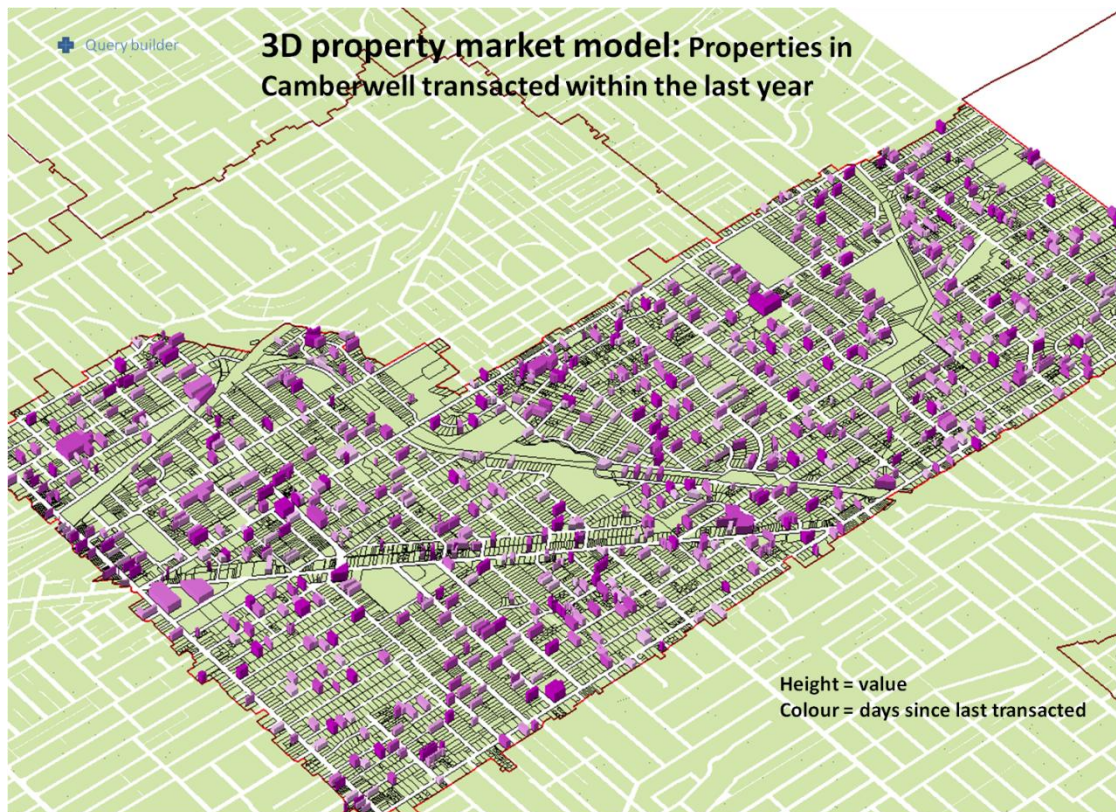 Query builder
3D property market model: Properties in
Camberwell transacted within the last year
Height = value
Colour = days since last transacted